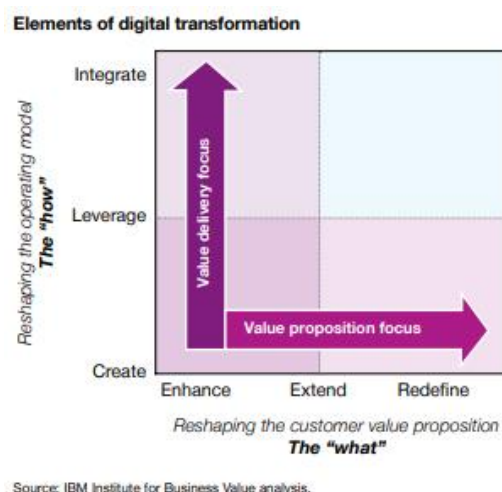 Elements of digital transformation
Integrate
Leverage
Create
Reshaping the operating model
The “how”
Value delivery focus
Value proposition focus
Enhance
Extend
Redefine
Reshaping the customer value proposition
The “what”
Source: IBM Institute for Business Value analysis.